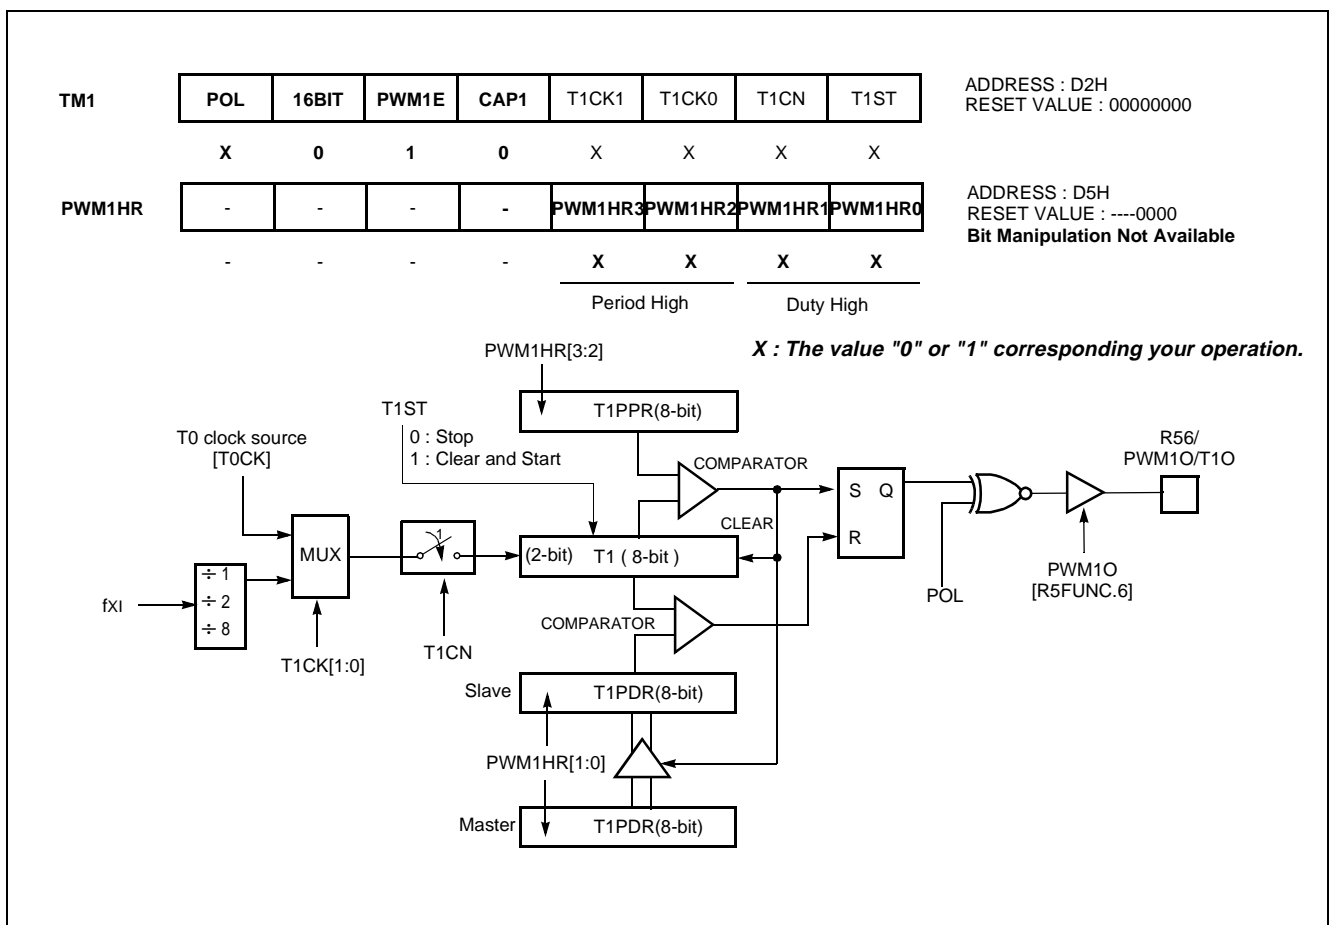 TM1 POL 16BIT PWM1E CAP1 T1CK1 T1CK0 T1CN T1ST
ADDRESS : D2H
RESET VALUE : 00000000
X 0 1 0 X X X X
PWM1HR - - - - PWM1HR3 PWM1HR2 PWM1HR1 PWM1HR0
ADDRESS : D5H
RESET VALUE : ----0000
Bit Manipulation Not Available
- - - - X X X X
Period High Duty High
X : The value "0" or "1" corresponding your operation.
PWM1HR[3:2]
T1PPR(8-bit)
T1ST
0 : Stop
1 : Clear and Start
T0 clock source
[T0CK]
COMPARATOR
R56/
PWM1O/T1O
S Q
R
CLEAR
MUX
1
(2-bit) T1 ( 8-bit )
÷ 1
÷ 2
÷ 8
fXI
T1CK[1:0]
T1CN
COMPARATOR
POL
PWM1O
[R5FUNC.6]
Slave
T1PDR(8-bit)
PWM1HR[1:0]
Master
T1PDR(8-bit)